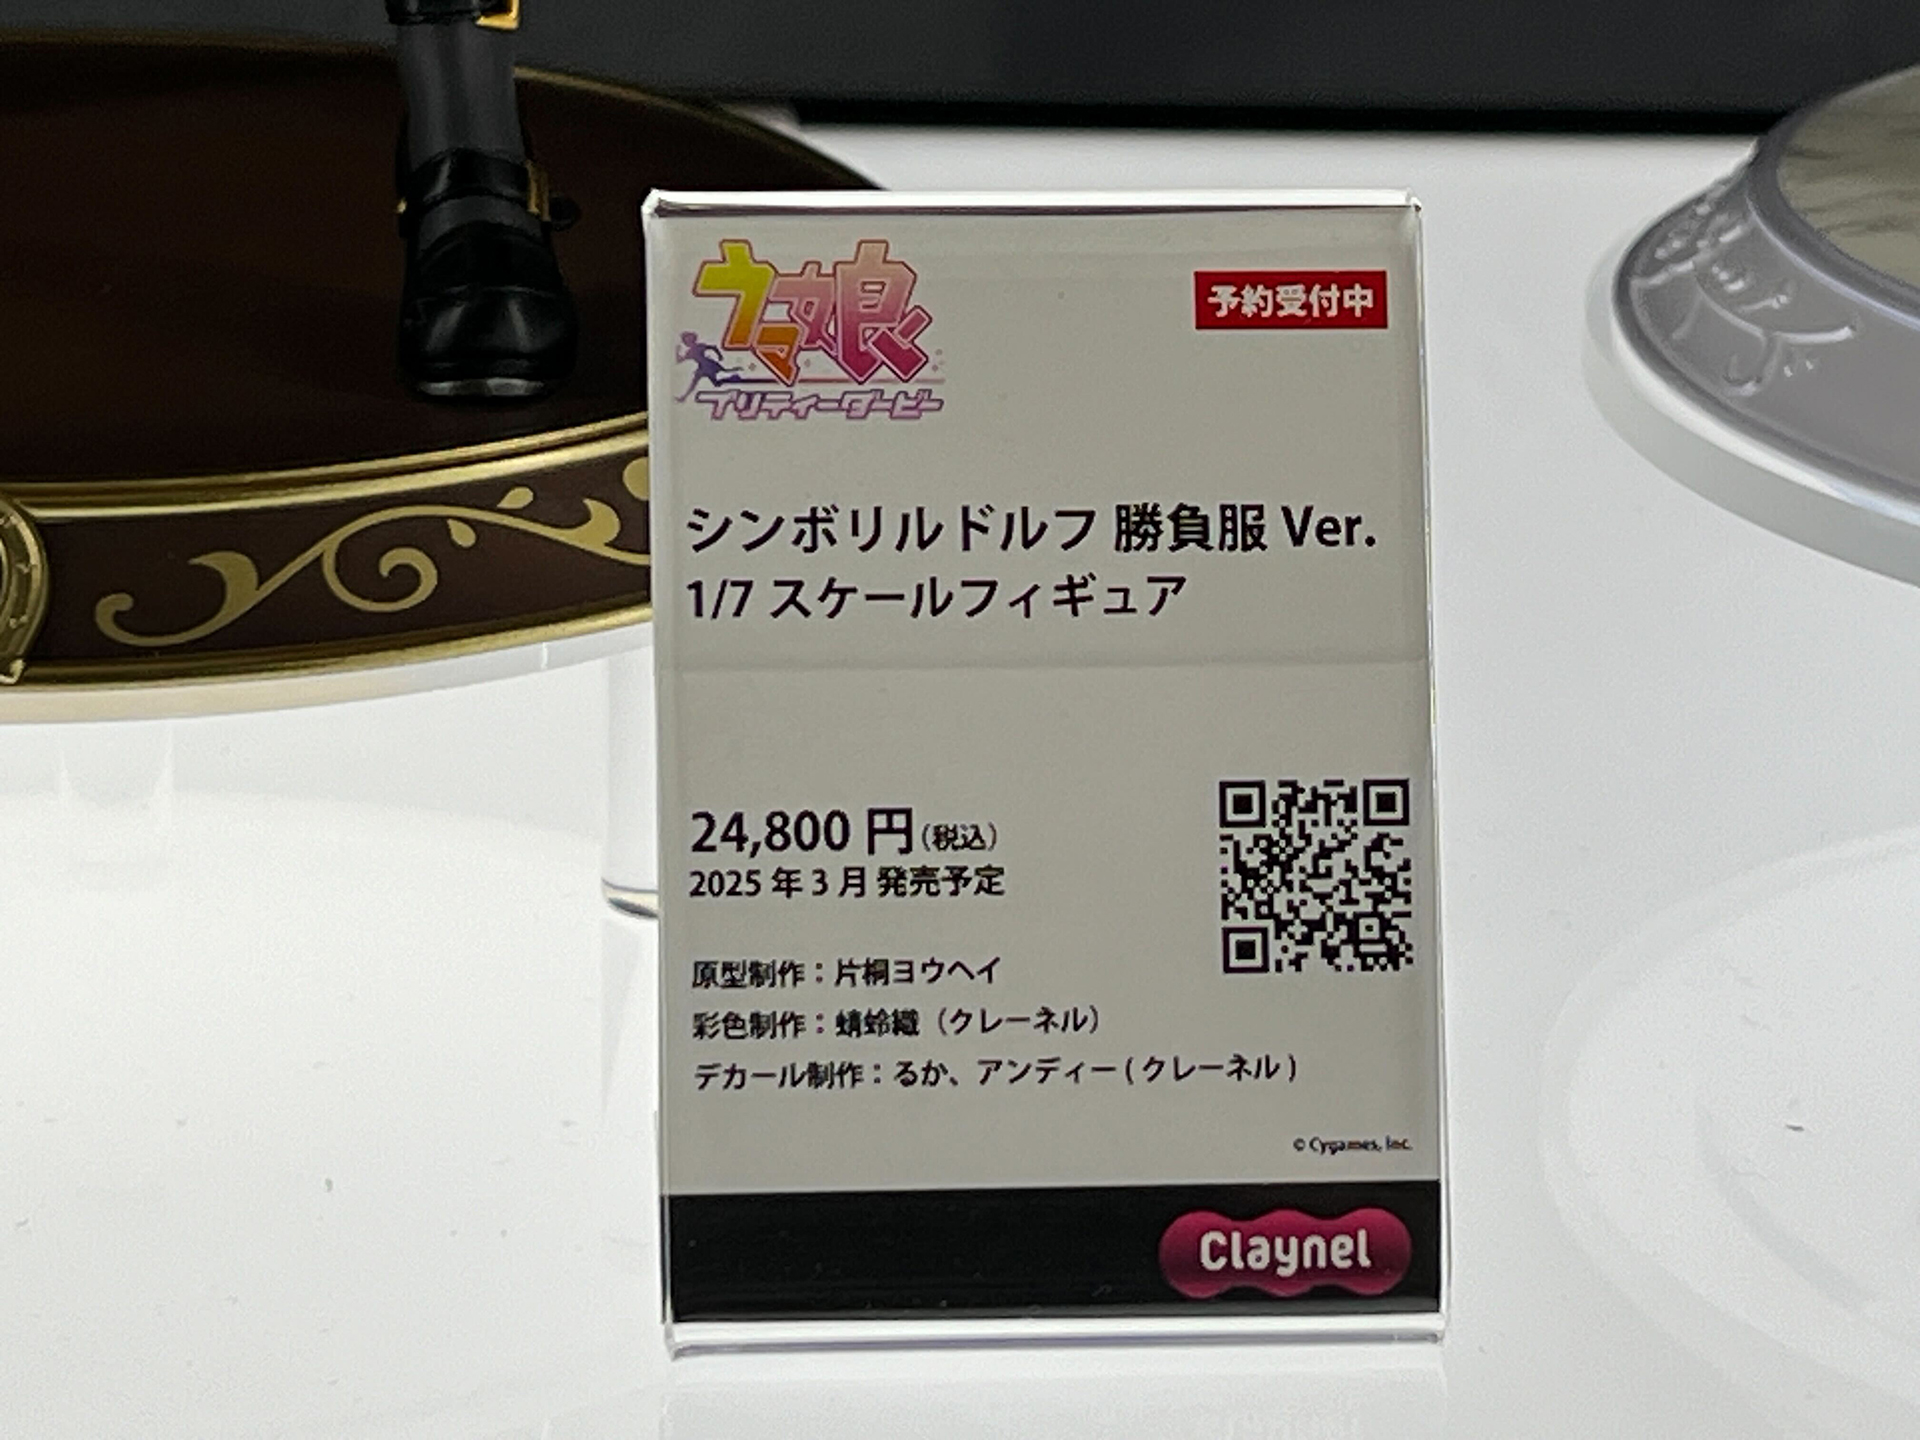 ウマ娘
プリティーダービー
予約受付中
シンボリルドルフ 勝負服 Ver.
1/7 スケールフィギュア
24,800 円(税込)
2025 年 3 月 発売予定
原型制作：片桐ヨウヘイ
彩色制作：蜻蛉織（クレーネル）
デカール制作：るか、アンディー ( クレーネル )
© Cygames, Inc.
Claynel